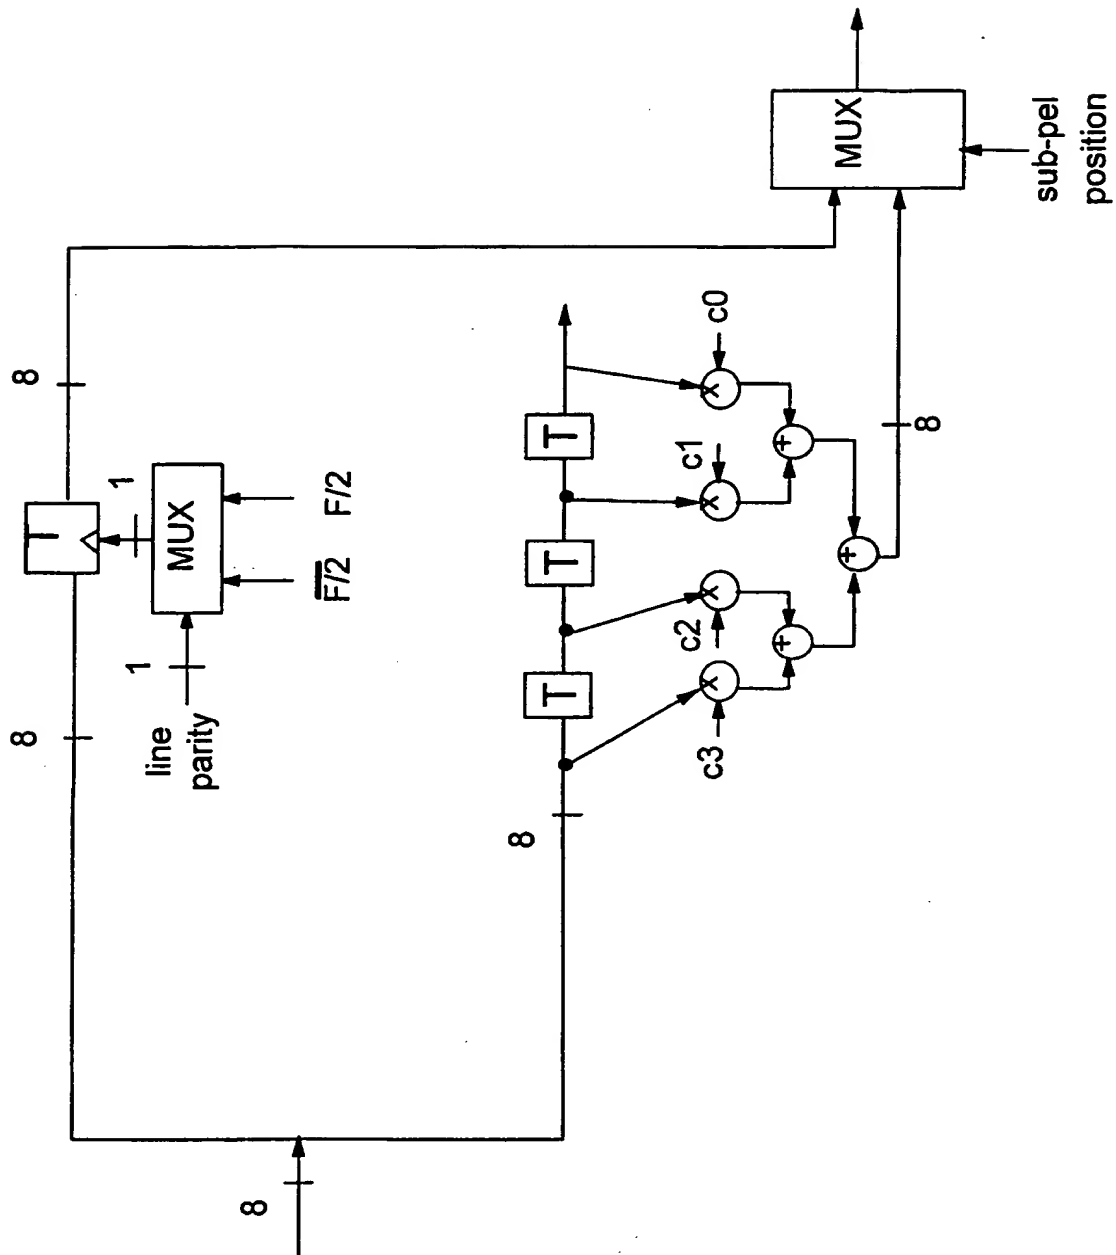 8
8
8
T
1
MUX
1
line
parity
F̅/2̅
F/2
8
T
T
T
c3
c2
c1
c0
x
x
x
x
+
+
+
8
MUX
sub-pel
position